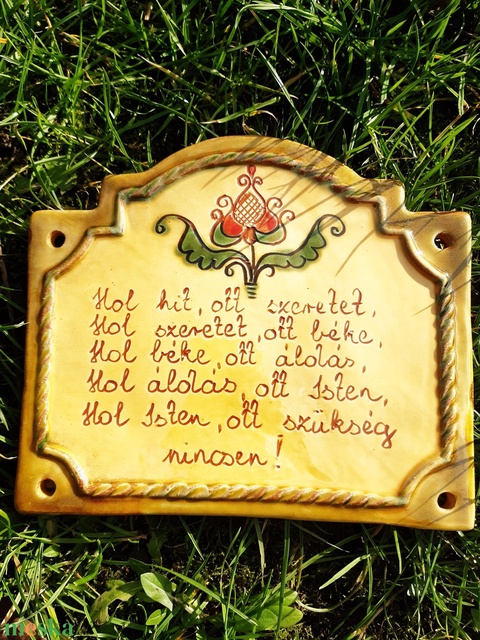 Hol hit, ott szeretet,
Hol szeretet, ott béke,
Hol béke, ott áldás,
Hol áldás, ott Isten,
Hol Isten, ott szükség
nincsen!
meska